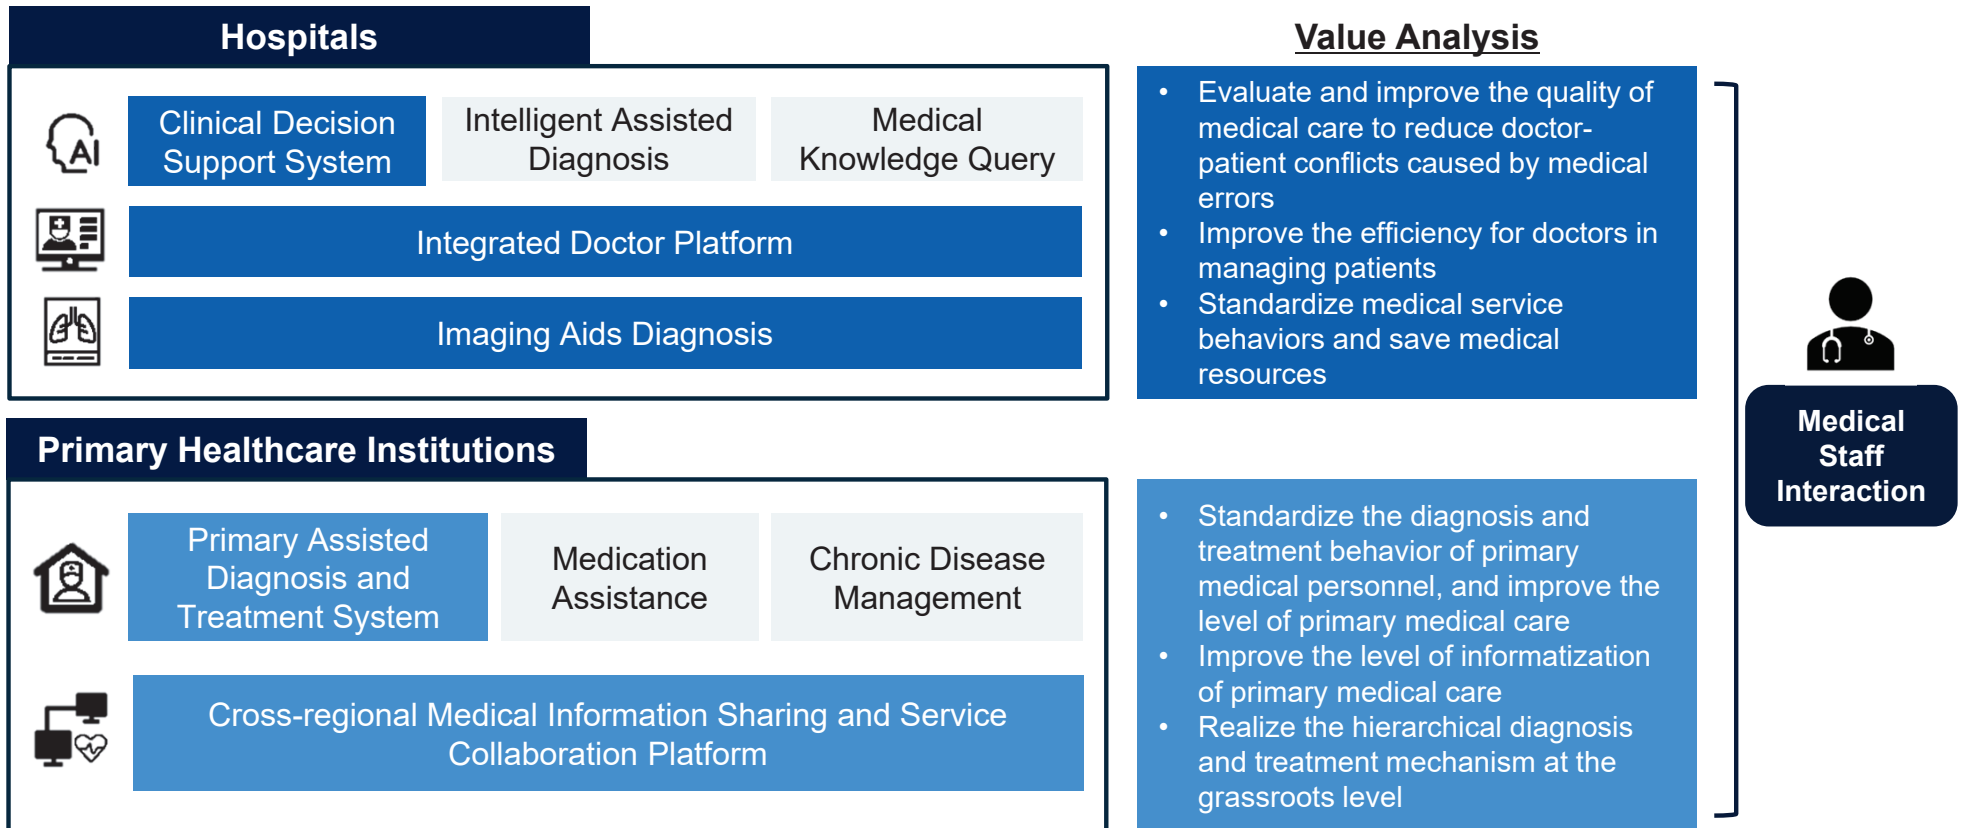 Hospitals
Value Analysis
AI
Clinical Decision
Support System
Intelligent Assisted
Diagnosis
Medical
Knowledge Query
Integrated Doctor Platform
Imaging Aids Diagnosis
• Evaluate and improve the quality of
medical care to reduce doctor-
patient conflicts caused by medical
errors
• Improve the efficiency for doctors in
managing patients
• Standardize medical service
behaviors and save medical
resources
Primary Healthcare Institutions
Primary Assisted
Diagnosis and
Treatment System
Medication
Assistance
Chronic Disease
Management
Cross-regional Medical Information Sharing and Service
Collaboration Platform
• Standardize the diagnosis and
treatment behavior of primary
medical personnel, and improve the
level of primary medical care
• Improve the level of informatization
of primary medical care
• Realize the hierarchical diagnosis
and treatment mechanism at the
grassroots level
Medical
Staff
Interaction